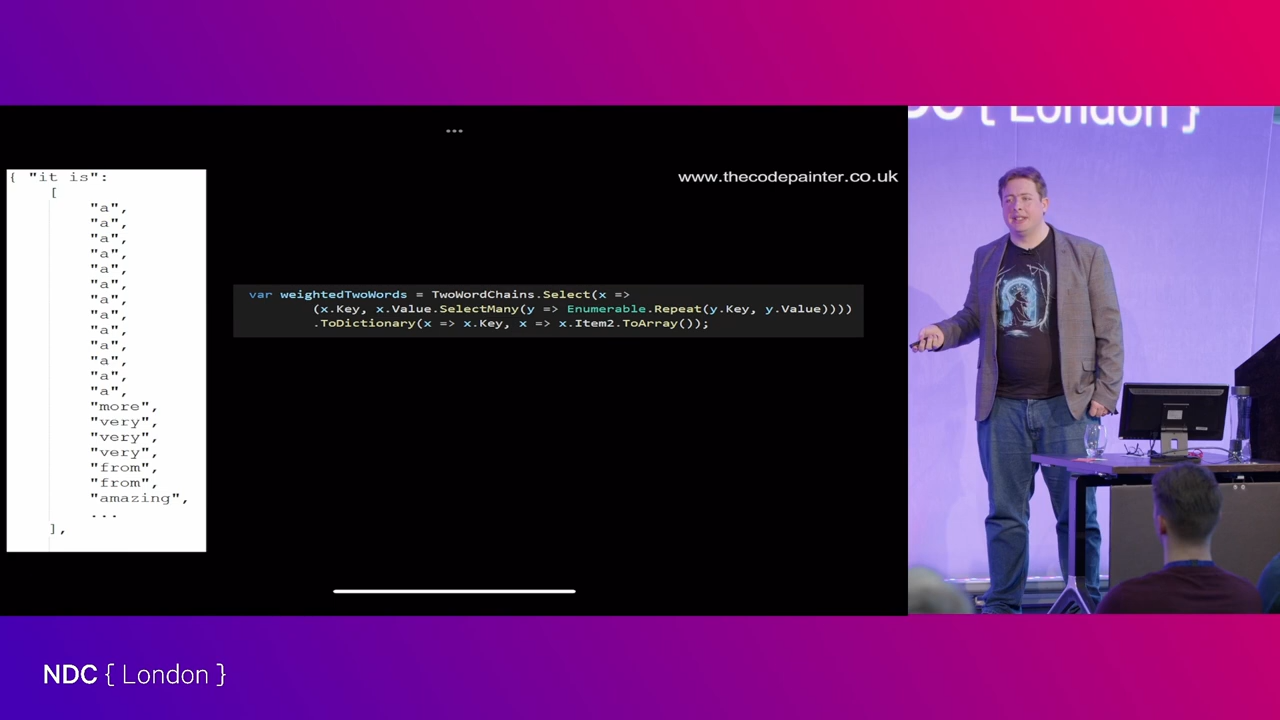 DC { London }
...
www.thecodepainter.co.uk
{ "it is":
[
"a",
"a",
"a",
"a",
"a",
"a",
"a",
"a",
"a",
"a",
"a",
"a",
"a",
"more",
"very",
"very",
"very",
"from",
"from",
"amazing",
...
],
var weightedTwoWords = TwoWordChains.Select(x =>
(x.Key, x.Value.SelectMany(y => Enumerable.Repeat(y.Key, y.Value))))
.ToDictionary(x => x.Key, x => x.Item2.ToArray());
NDC { London }